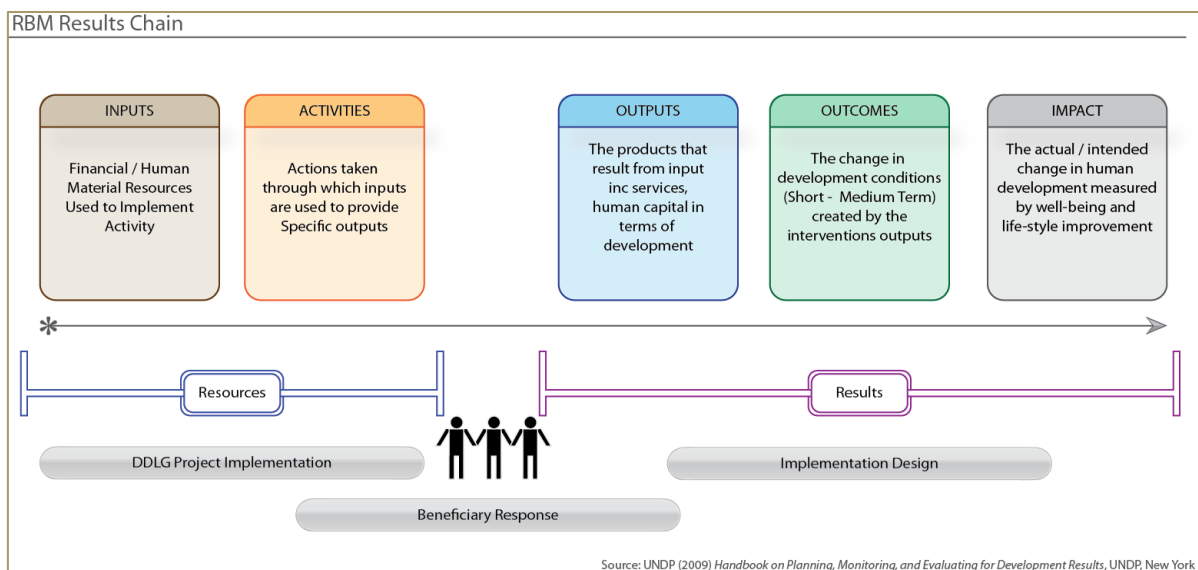 RBM Results Chain
INPUTS
Financial / Human
Material Resources
Used to Implement
Activity
ACTIVITIES
Actions taken
through which inputs
are used to provide
Specific outputs
OUTPUTS
The products that
result from input
inc services,
human capital in
terms of
development
OUTCOMES
The change in
development conditions
(Short - Medium Term)
created by the
interventions outputs
IMPACT
The actual / intended
change in human
development measured
by well-being and
life-style improvement
Resources
Results
DDLG Project Implementation
Implementation Design
Beneficiary Response
Source: UNDP (2009) Handbook on Planning, Monitoring, and Evaluating for Development Results, UNDP, New York